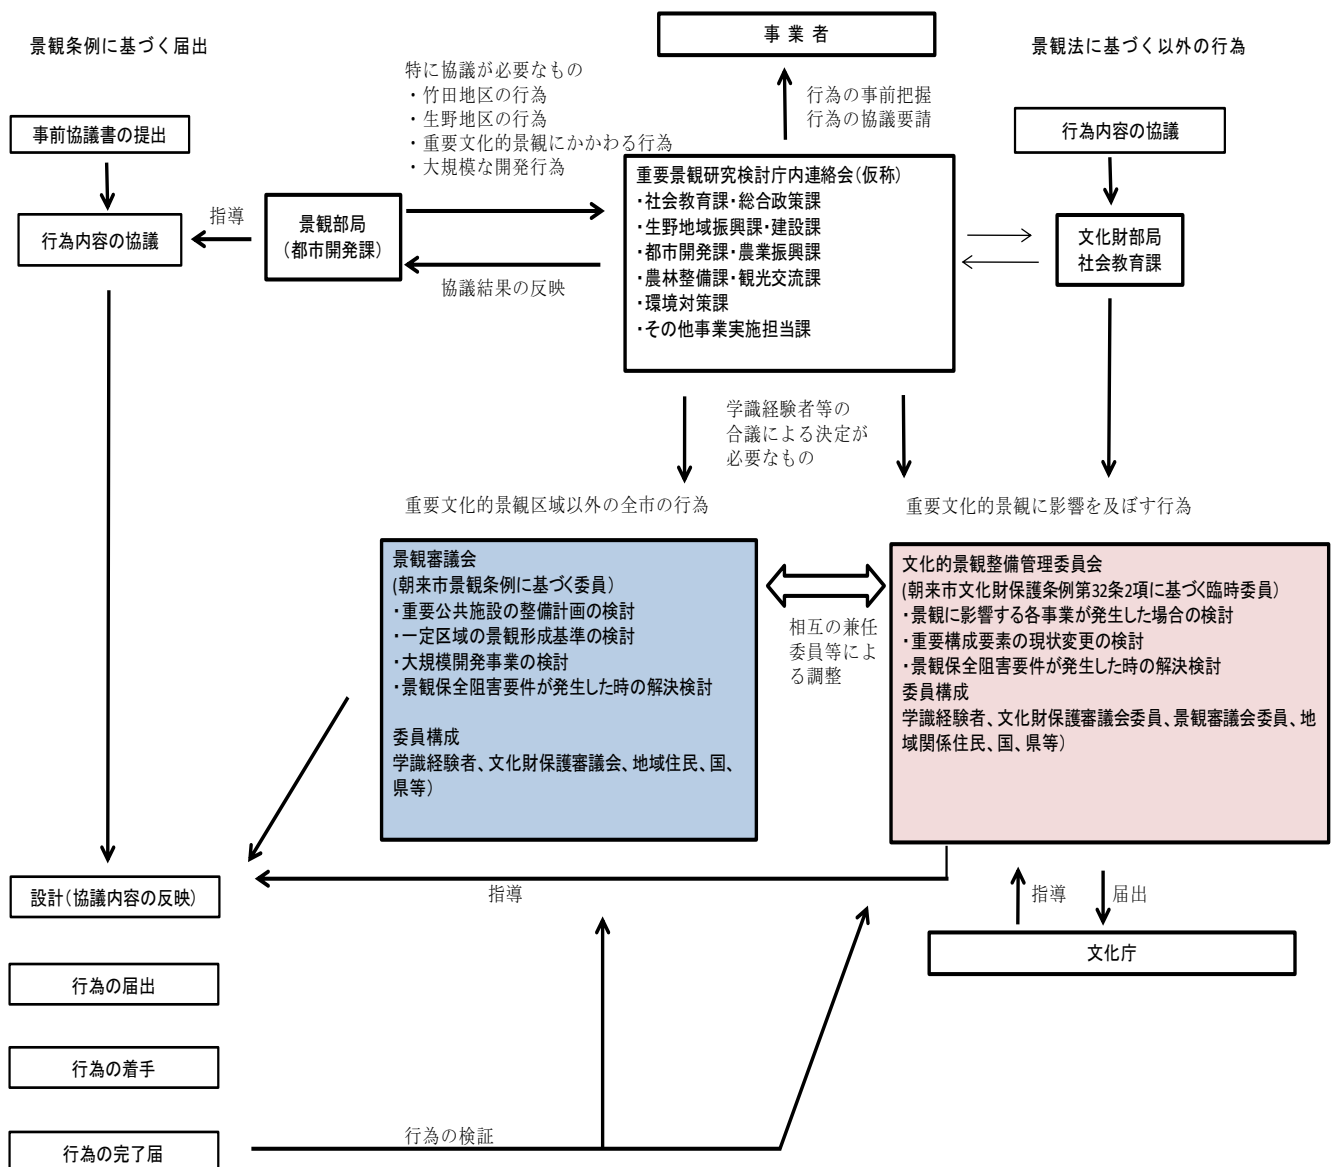 事 業 者
景観条例に基づく届出
景観法に基づく以外の行為
特に協議が必要なもの
・竹田地区の行為
・生野地区の行為
・重要文化的景観にかかわる行為
・大規模な開発行為
行為の事前把握
行為の協議要請
事前協議書の提出
行為内容の協議
重要景観研究検討庁内連絡会(仮称)
・社会教育課・総合政策課
・生野地域振興課・建設課
・都市開発課・農業振興課
・農林整備課・観光交流課
・環境対策課
・その他事業実施担当課
指導
景観部局
(都市開発課)
行為内容の協議
文化財部局
社会教育課
協議結果の反映
学識経験者等の
合議による決定が
必要なもの
重要文化的景観区域以外の全市の行為
重要文化的景観に影響を及ぼす行為
景観審議会
(朝来市景観条例に基づく委員)
・重要公共施設の整備計画の検討
・一定区域の景観形成基準の検討
・大規模開発事業の検討
・景観保全阻害要件が発生した時の解決検討
委員構成
学識経験者、文化財保護審議会、地域住民、国、
県等)
相互の兼任
委員等によ
る調整
文化的景観整備管理委員会
(朝来市文化財保護条例第32条2項に基づく臨時委員)
・景観に影響する各事業が発生した場合の検討
・重要構成要素の現状変更の検討
・景観保全阻害要件が発生した時の解決検討
委員構成
学識経験者、文化財保護審議会委員、景観審議会委員、地
域関係住民、国、県等)
設計(協議内容の反映)
指導
指導
届出
文化庁
行為の届出
行為の着手
行為の検証
行為の完了届